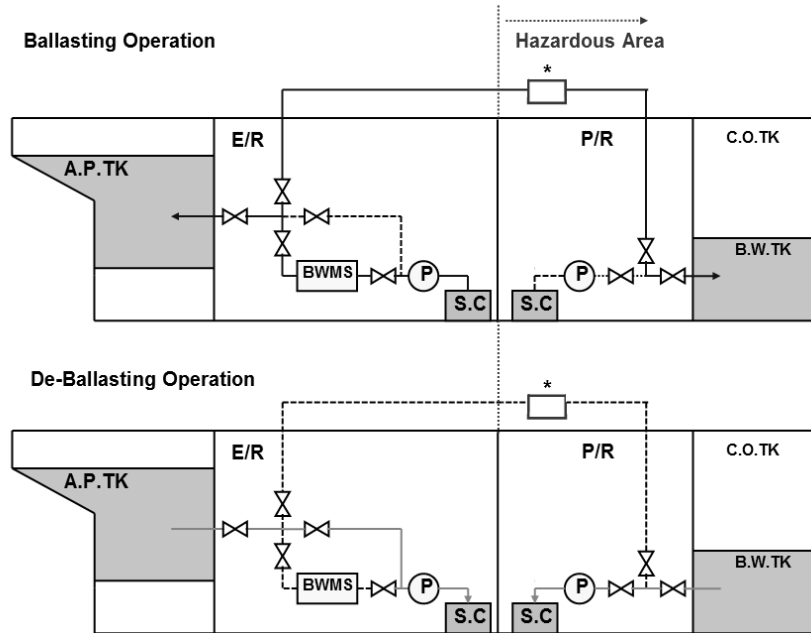 Ballasting Operation
Hazardous Area
*
E/R
P/R
C.O.TK
A.P.TK
B.W.TK
BWMS
P
P
S.C
S.C
De-Ballasting Operation
*
E/R
P/R
C.O.TK
A.P.TK
B.W.TK
BWMS
P
P
S.C
S.C